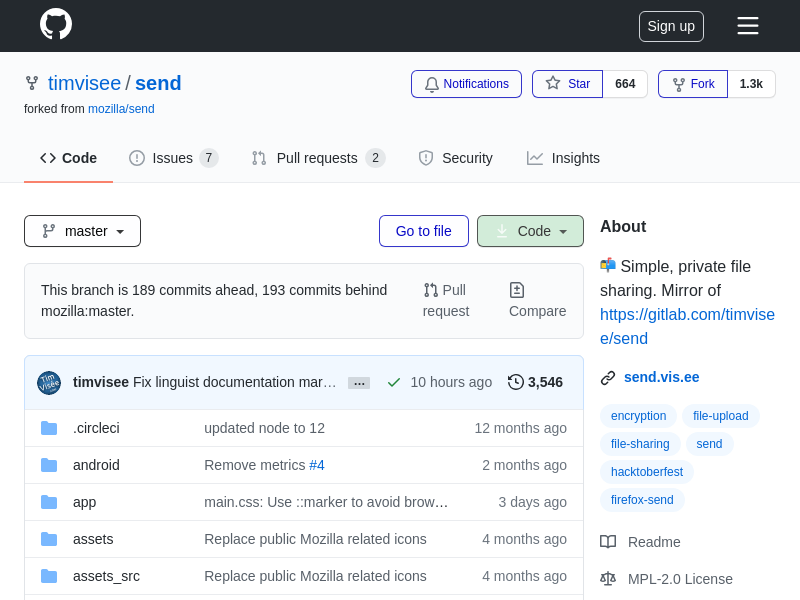 Sign up
timvisee / send
Notifications
Star 664
Fork 1.3k
forked from mozilla/send
Code
Issues 7
Pull requests 2
Security
Insights
master
Go to file
Code
This branch is 189 commits ahead, 193 commits behind
mozilla:master.
Pull
request
Compare
Tim
Visée
timvisee Fix linguist documentation mar… … 10 hours ago 3,546
.circleci updated node to 12 12 months ago
android Remove metrics #4 2 months ago
app main.css: Use ::marker to avoid brow… 3 days ago
assets Replace public Mozilla related icons 4 months ago
assets_src Replace public Mozilla related icons 4 months ago
About
Simple, private file
sharing. Mirror of
https://gitlab.com/timvise
e/send
send.vis.ee
encryption file-upload
file-sharing send
hacktoberfest
firefox-send
Readme
MPL-2.0 License